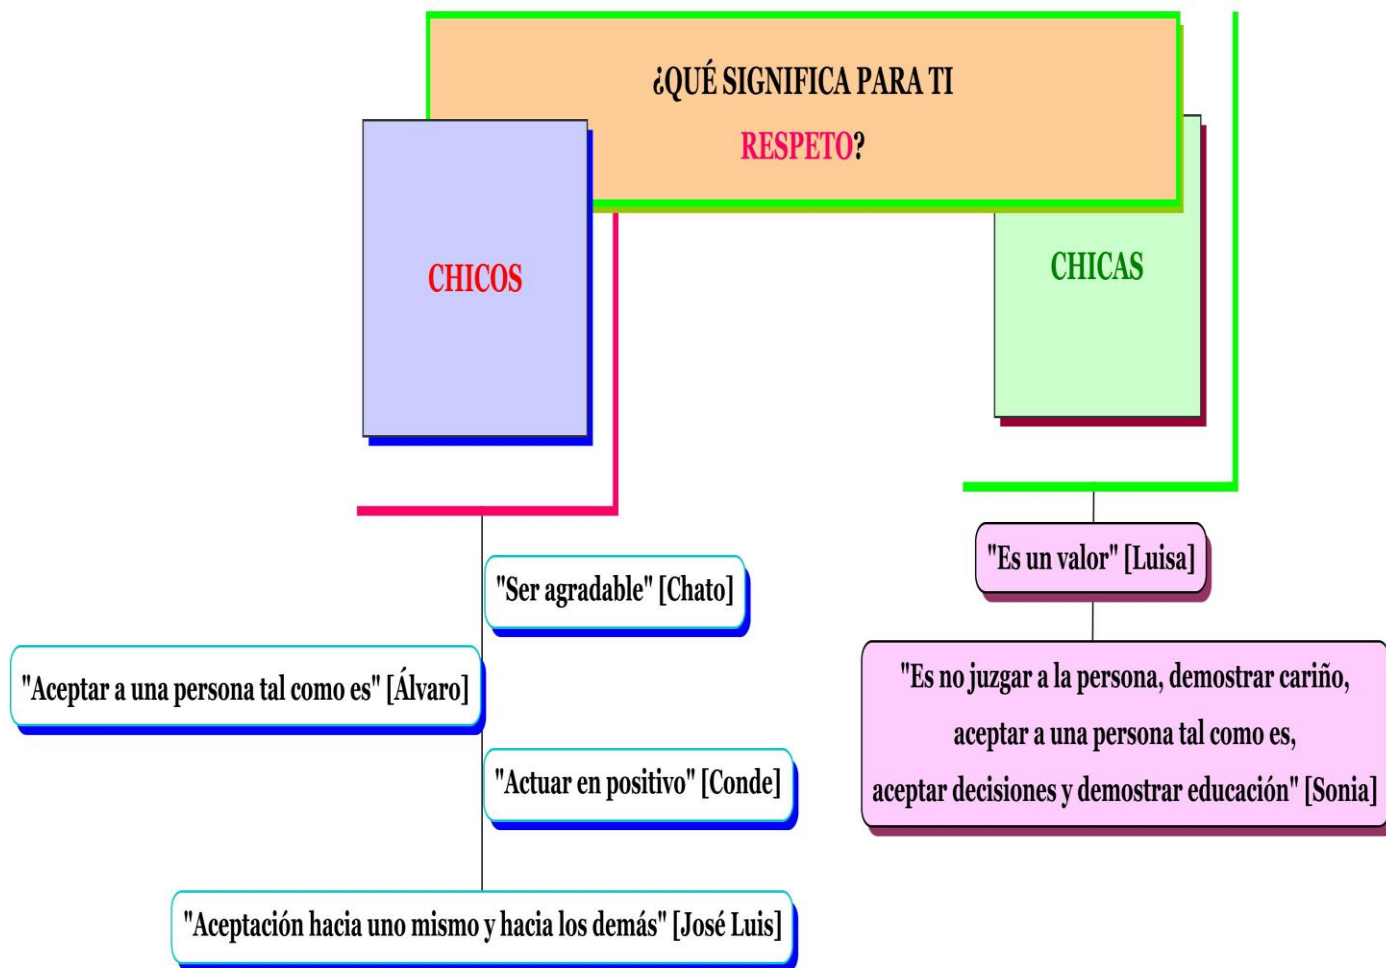 ¿QUÉ SIGNIFICA PARA TI
RESPETO?
CHICOS
"Ser agradable" [Chato]
"Aceptar a una persona tal como es" [Álvaro]
"Actuar en positivo" [Conde]
"Aceptación hacia uno mismo y hacia los demás" [José Luis]
CHICAS
"Es un valor" [Luisa]
"Es no juzgar a la persona, demostrar cariño,
aceptar a una persona tal como es,
aceptar decisiones y demostrar educación" [Sonia]